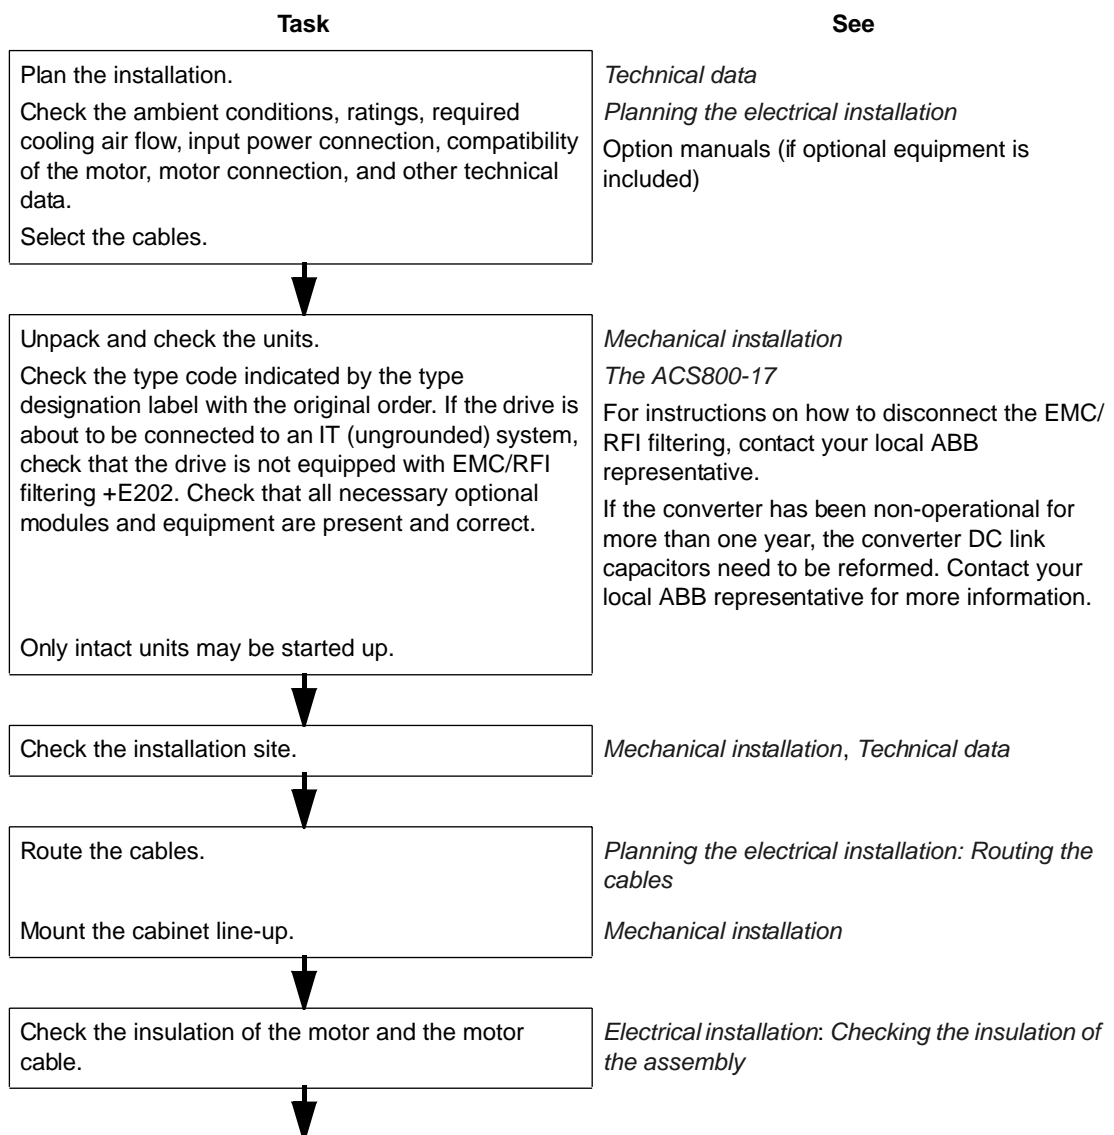 Task
See
Plan the installation.
Check the ambient conditions, ratings, required
cooling air flow, input power connection, compatibility
of the motor, motor connection, and other technical
data.
Select the cables.
Technical data
Planning the electrical installation
Option manuals (if optional equipment is
included)
Unpack and check the units.
Check the type code indicated by the type
designation label with the original order. If the drive is
about to be connected to an IT (ungrounded) system,
check that the drive is not equipped with EMC/RFI
filtering +E202. Check that all necessary optional
modules and equipment are present and correct.
Only intact units may be started up.
Mechanical installation
The ACS800-17
For instructions on how to disconnect the EMC/
RFI filtering, contact your local ABB
representative.
If the converter has been non-operational for
more than one year, the converter DC link
capacitors need to be reformed. Contact your
local ABB representative for more information.
Check the installation site.
Mechanical installation, Technical data
Route the cables.
Planning the electrical installation: Routing the
cables
Mount the cabinet line-up.
Mechanical installation
Check the insulation of the motor and the motor
cable.
Electrical installation: Checking the insulation of
the assembly